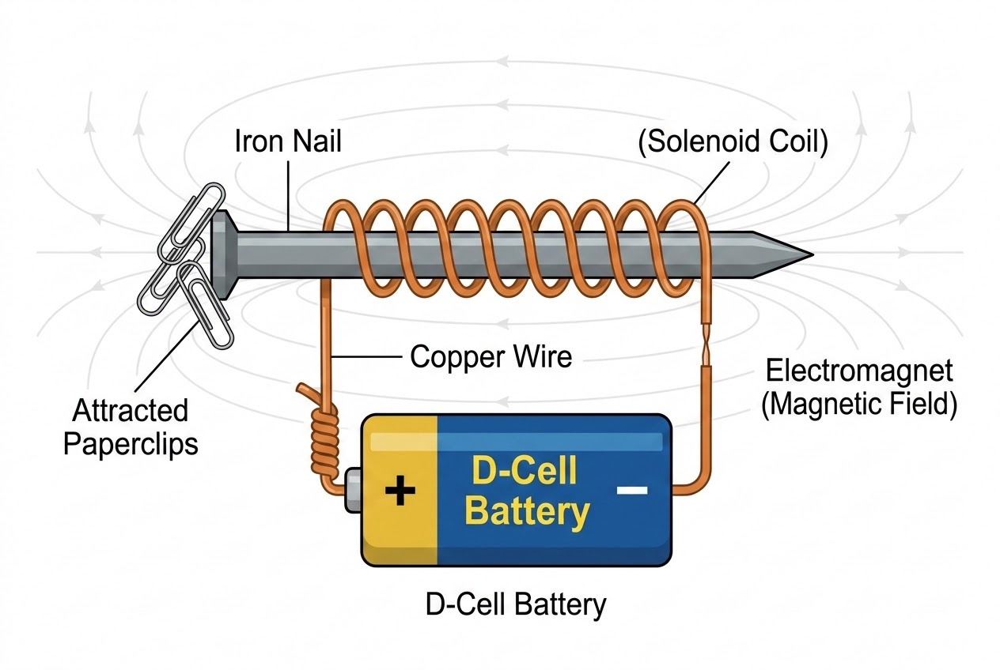 Iron Nail
(Solenoid Coil)
Copper Wire
Electromagnet
(Magnetic Field)
Attracted
Paperclips
+
D-Cell
Battery
−
D-Cell Battery